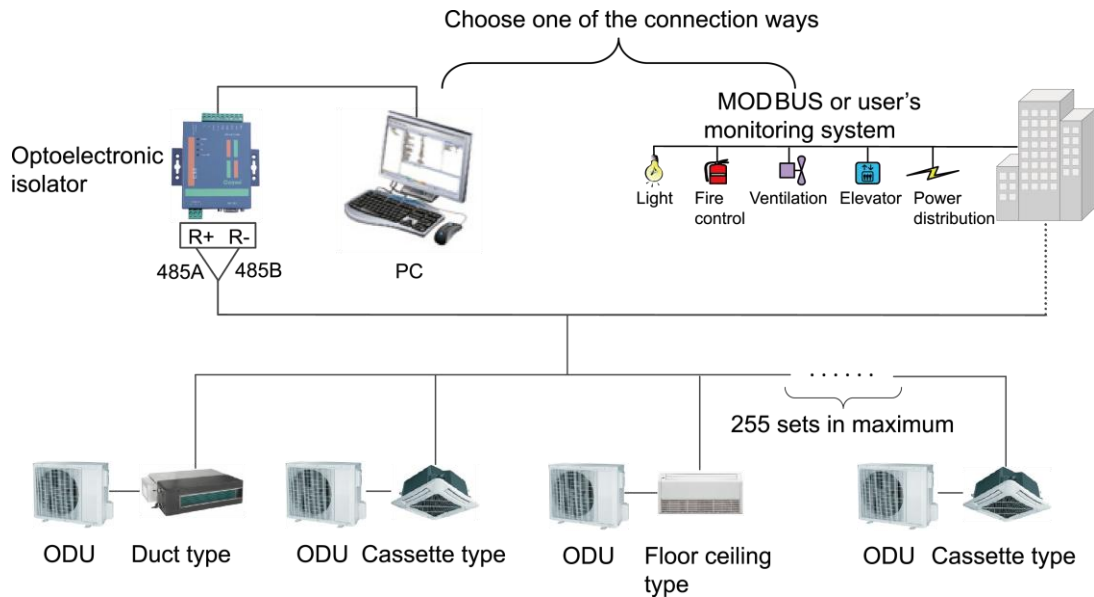 Choose one of the connection ways
MODBUS or user's
monitoring system
Optoelectronic
isolator
Light
Fire
control
Ventilation
Elevator
Power
distribution
R+ R-
485A
485B
PC
......
255 sets in maximum
ODU
Duct type
ODU
Cassette type
ODU
Floor ceiling
type
ODU
Cassette type